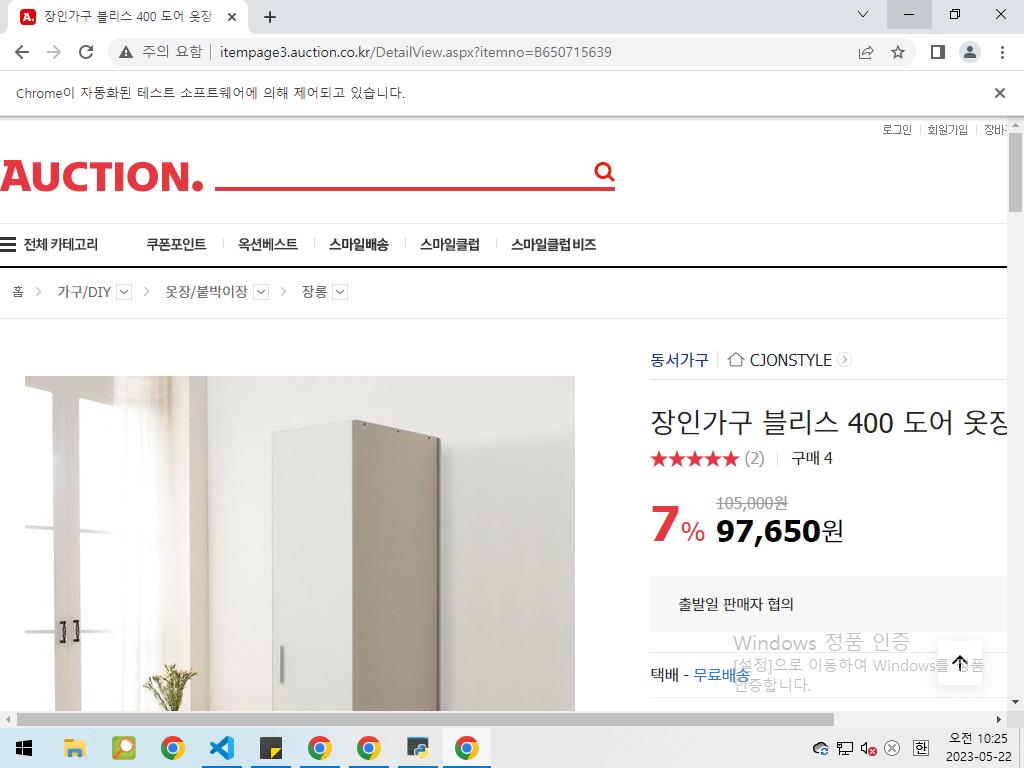 장인가구 블리스 400 도어 옷장
주의 요함 itempage3.auction.co.kr/DetailView.aspx?itemno=B650715639
Chrome이 자동화된 테스트 소프트웨어에 의해 제어되고 있습니다.
로그인 회원가입 장바
AUCTION.
전체 카테고리 쿠폰포인트 옥션베스트 스마일배송 스마일클럽 스마일클럽 비즈
홈 가구/DIY 옷장/붙박이장 장롱
동서가구 CJONSTYLE
장인가구 블리스 400 도어 옷장
(2) 구매 4
105,000원
7% 97,650원
출발일 판매자 협의
Windows 정품 인증
[설정]으로 이동하여 Windows를 정품
택배 - 무료배송
인증합니다.
한
오전 10:25
2023-05-22